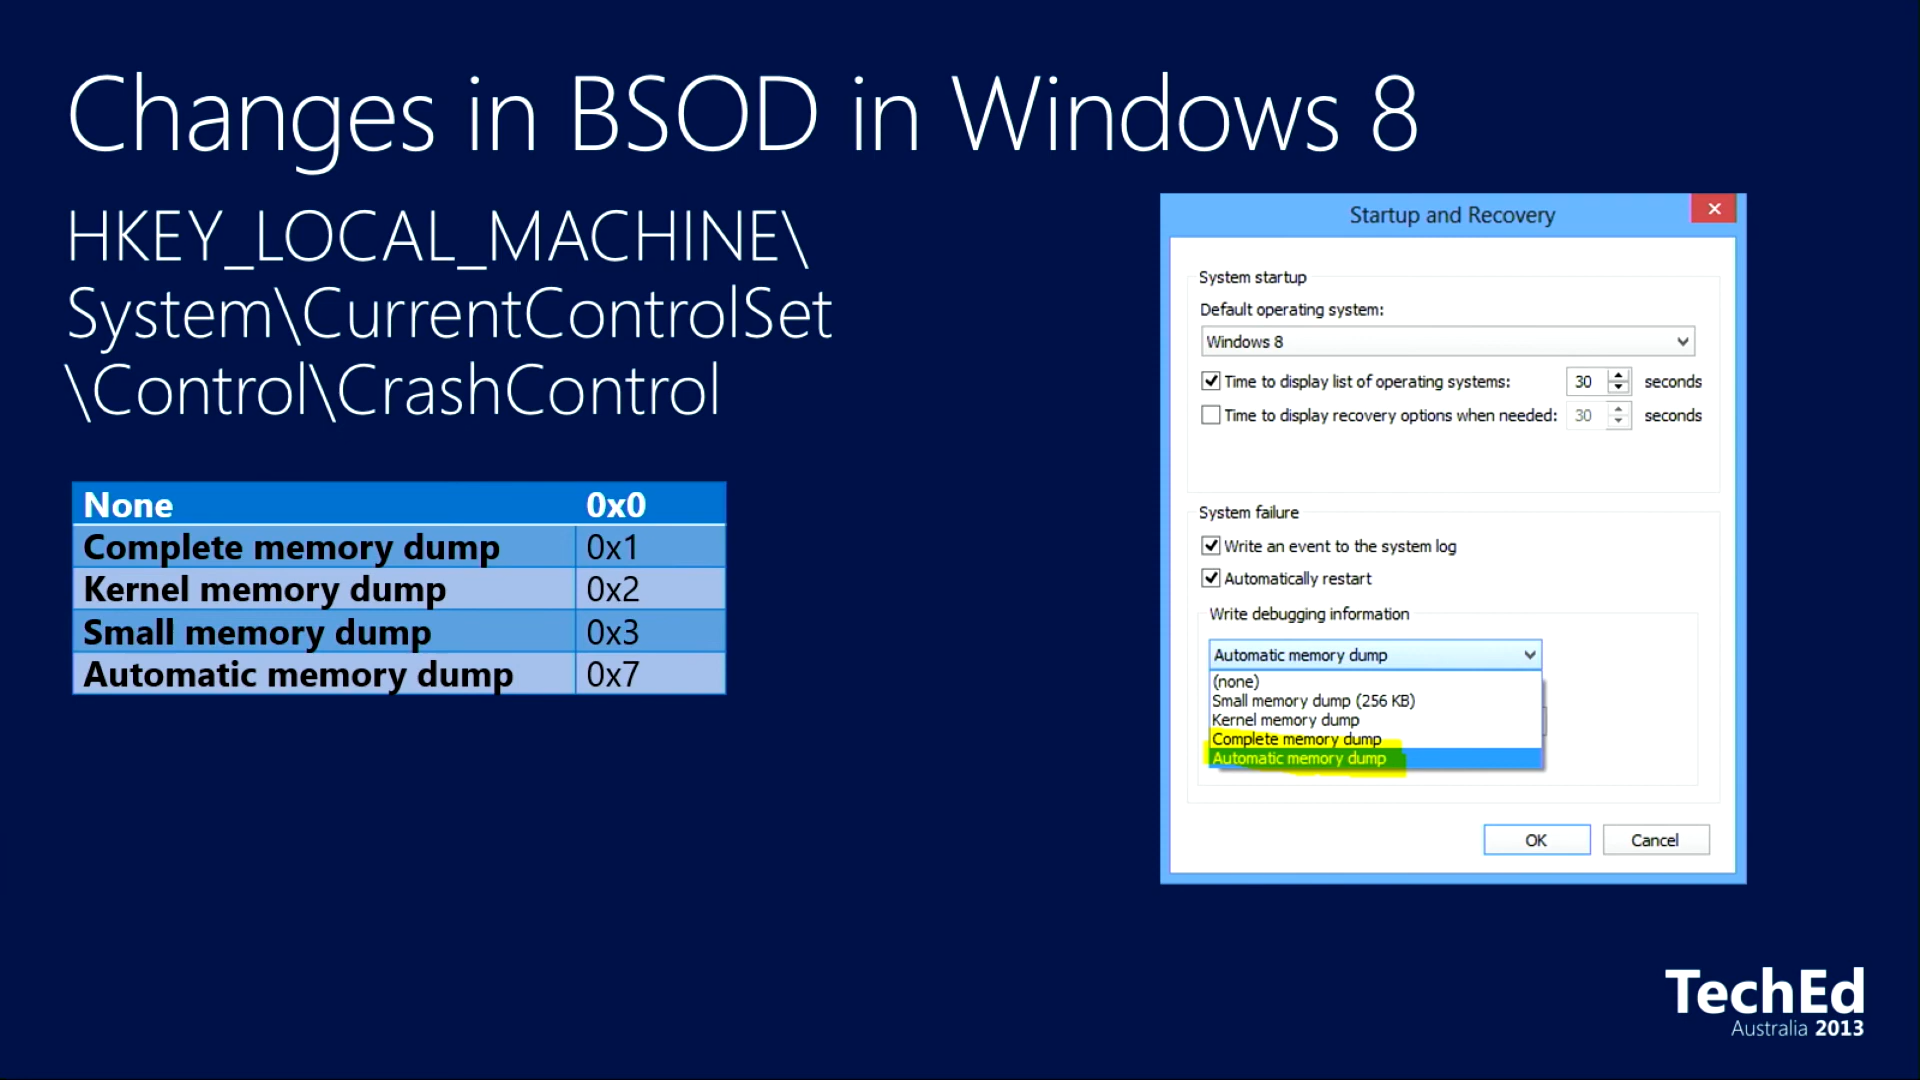 Changes in BSOD in Windows 8
HKEY_LOCAL_MACHINE\
System\CurrentControlSet
\Control\CrashControl
None 0x0
Complete memory dump 0x1
Kernel memory dump 0x2
Small memory dump 0x3
Automatic memory dump 0x7
Startup and Recovery
System startup
Default operating system:
Windows 8
Time to display list of operating systems: 30 seconds
Time to display recovery options when needed: 30 seconds
System failure
Write an event to the system log
Automatically restart
Write debugging information
Automatic memory dump
(none)
Small memory dump (256 KB)
Kernel memory dump
Complete memory dump
Automatic memory dump
OK Cancel
TechEd
Australia 2013